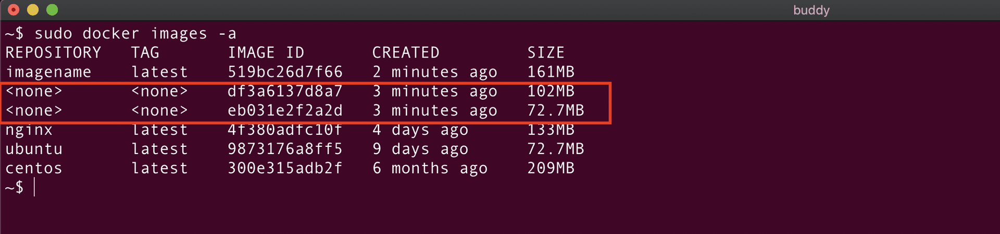 buddy
~$ sudo docker images -a
REPOSITORY TAG IMAGE ID CREATED SIZE
imagename latest 519bc26d7f66 2 minutes ago 161MB
<none> <none> df3a6137d8a7 3 minutes ago 102MB
<none> <none> eb031e2f2a2d 3 minutes ago 72.7MB
nginx latest 4f380adfc10f 4 days ago 133MB
ubuntu latest 9873176a8ff5 9 days ago 72.7MB
centos latest 300e315adb2f 6 months ago 209MB
~$